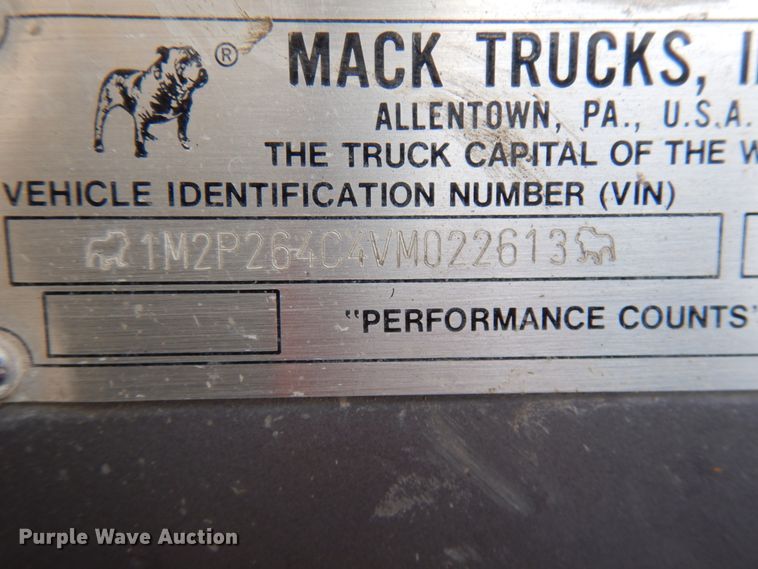 ®
MACK TRUCKS,
ALLENTOWN, PA., U.S.A.
THE TRUCK CAPITAL OF THE
VEHICLE IDENTIFICATION NUMBER (VIN)
1M2P264C4VM022613
"PERFORMANCE COUNTS"
Purple Wave Auction